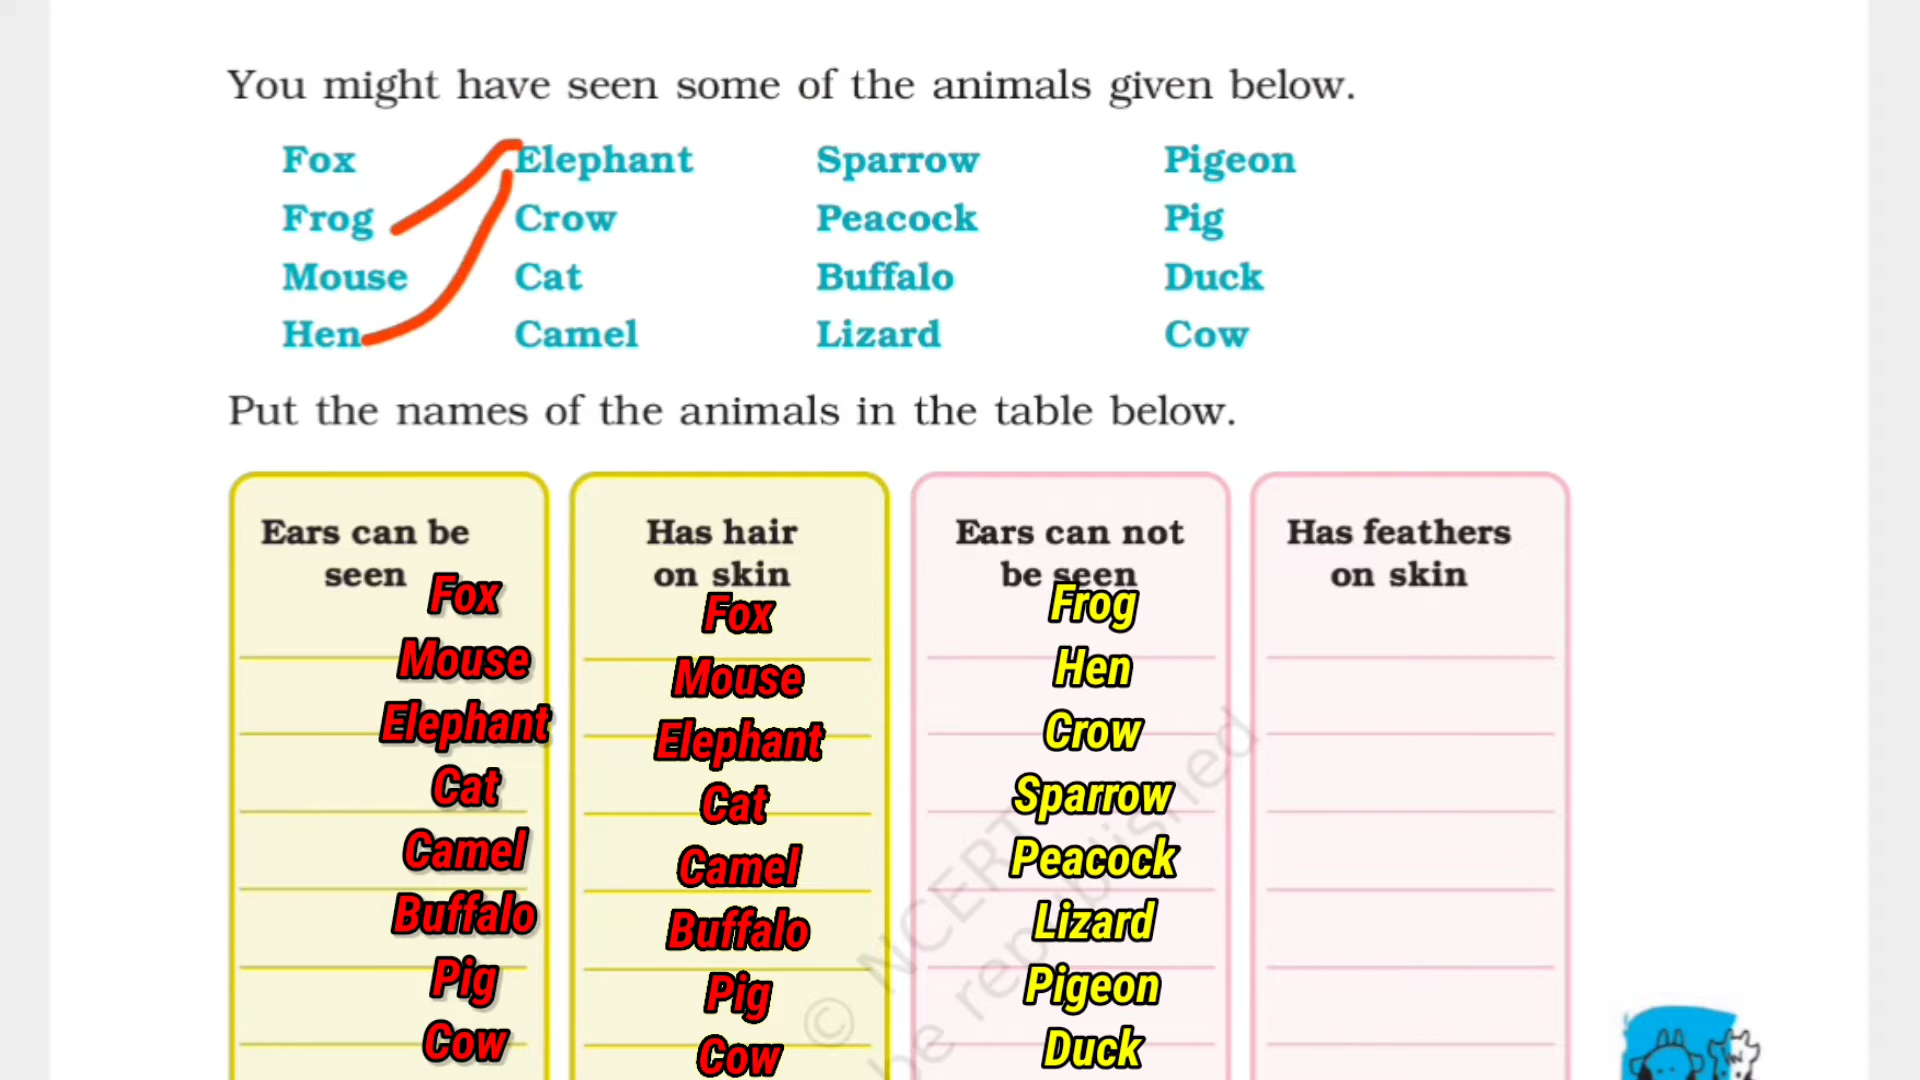 You might have seen some of the animals given below.
Fox Elephant Sparrow Pigeon
Frog Crow Peacock Pig
Mouse Cat Buffalo Duck
Hen Camel Lizard Cow
Put the names of the animals in the table below.
Ears can be
seen
Fox
Mouse
Elephant
Cat
Camel
Buffalo
Pig
Cow
Has hair
on skin
Fox
Mouse
Elephant
Cat
Camel
Buffalo
Pig
Cow
Ears can not
be seen
Frog
Hen
Crow
Sparrow
Peacock
Lizard
Pigeon
Duck
Has feathers
on skin
© NCERT
be republished